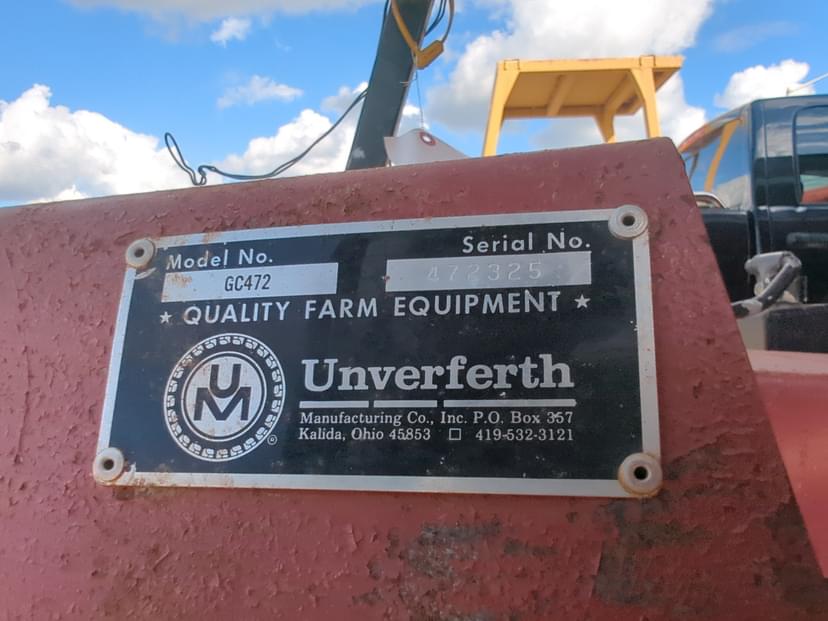 Model No.
Serial No.
GC472
472325
★ QUALITY FARM EQUIPMENT ★
UM
Unverferth
Manufacturing Co., Inc. P.O. Box 357
Kalida, Ohio 45853 □ 419-532-3121